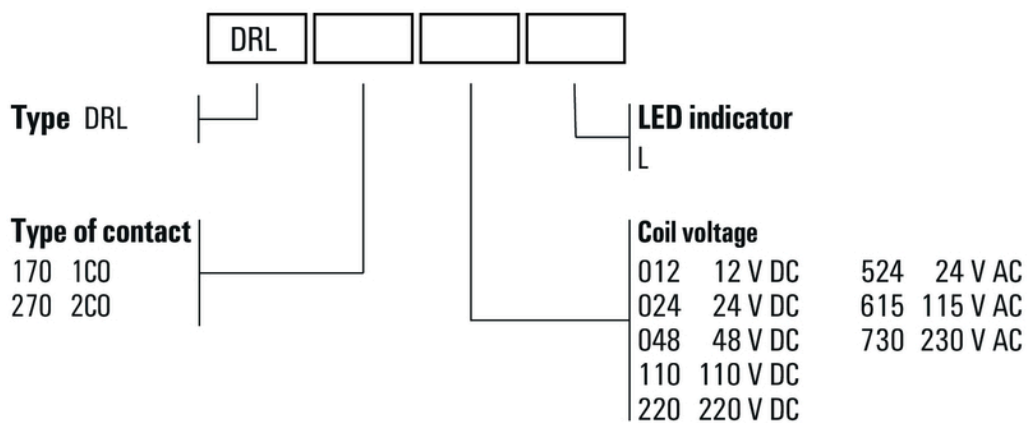 DRL
Type DRL
LED indicator
L
Type of contact
170 1CO
270 2CO
Coil voltage
012 12 V DC 524 24 V AC
024 24 V DC 615 115 V AC
048 48 V DC 730 230 V AC
110 110 V DC
220 220 V DC